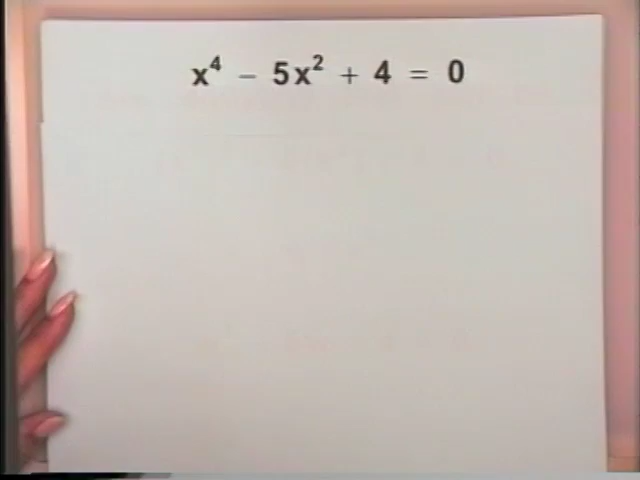 x⁴ − 5x² + 4 = 0